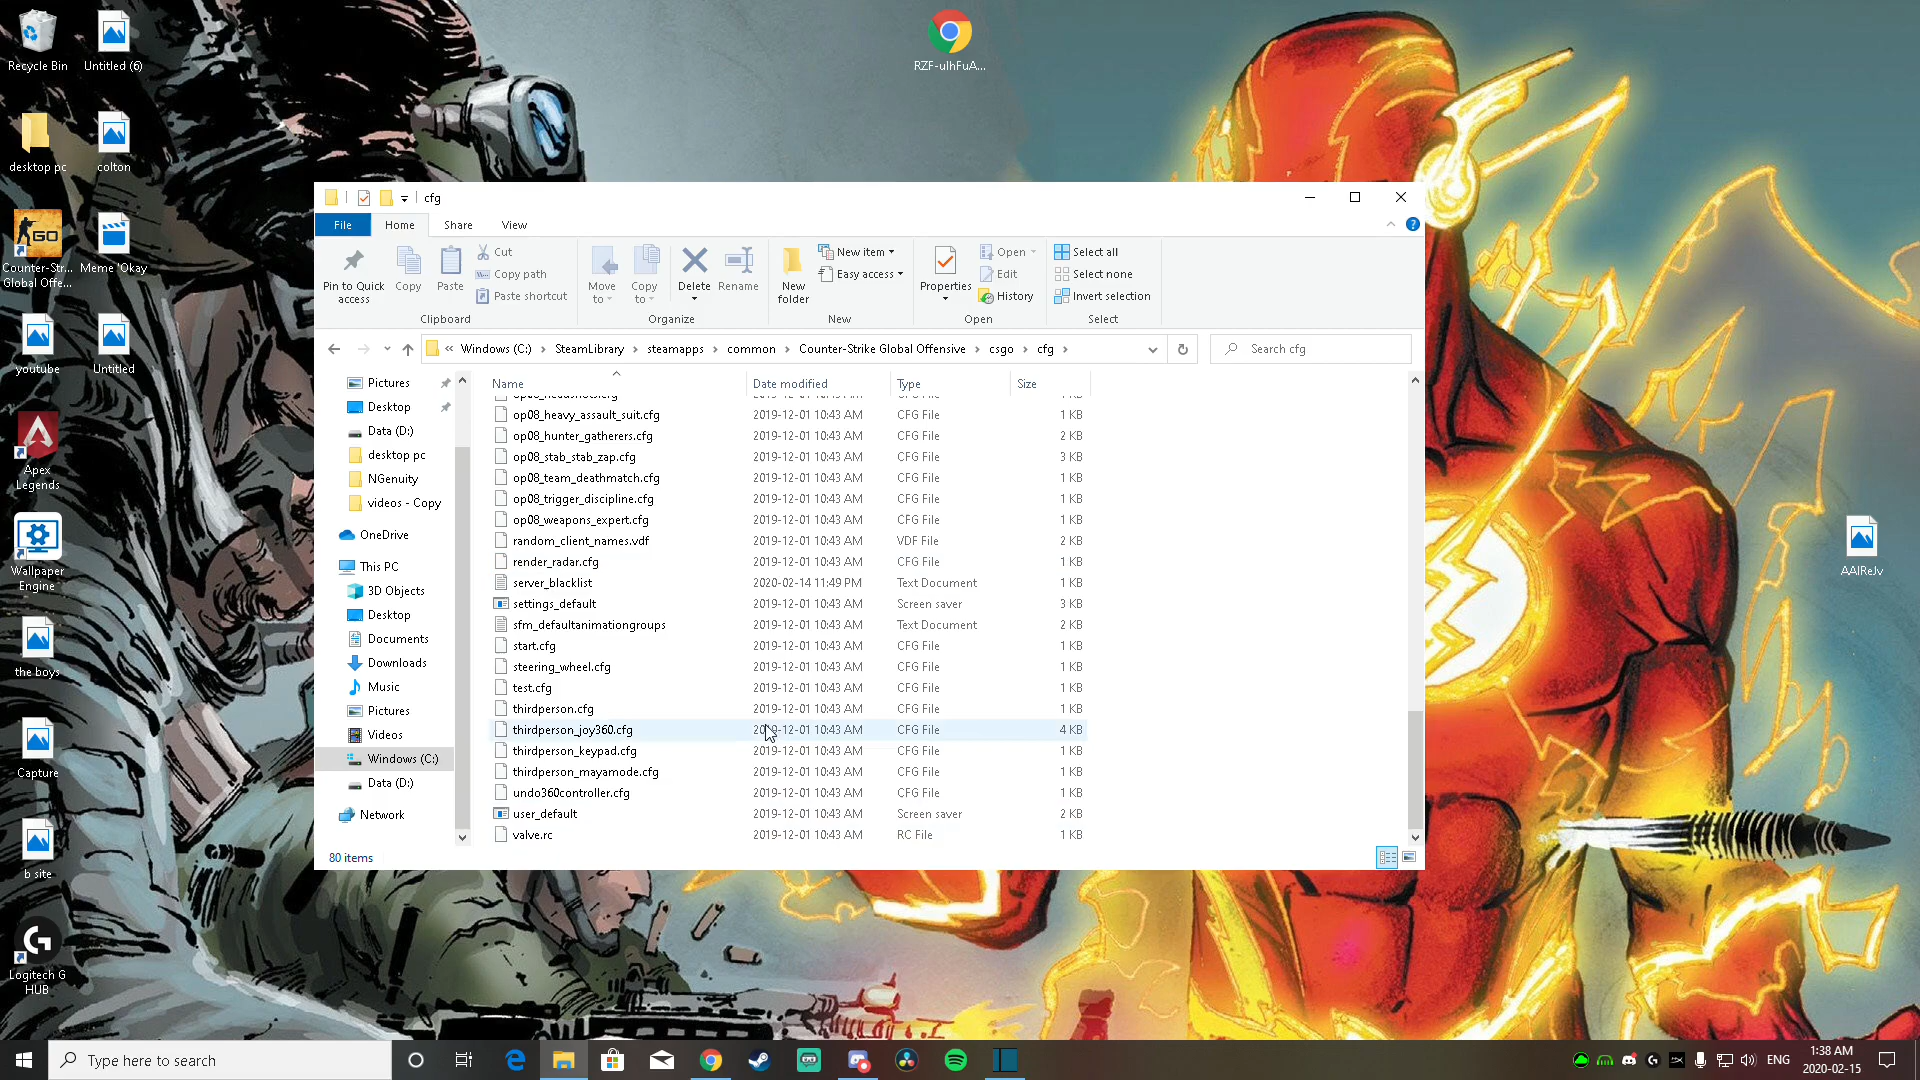 Recycle Bin
Untitled (6)
RZF-uIhFuA...
desktop pc
colton
GO
Counter-Str...
Global Offe...
Meme 'Okay
youtube
Untitled
Apex
Legends
Wallpaper
Engine
the boys
Capture
b site
Logitech G
HUB
AAIReJv
cfg
File
Home
Share
View
Pin to Quick
access
Copy
Paste
Cut
Copy path
Paste shortcut
Clipboard
Move
to
Copy
to
Delete
Rename
Organize
New
folder
New item
Easy access
New
Properties
Open
Edit
History
Open
Select all
Select none
Invert selection
Select
« Windows (C:) › SteamLibrary › steamapps › common › Counter-Strike Global Offensive › csgo › cfg ›
Search cfg
Pictures
Desktop
Data (D:)
desktop pc
NGenuity
videos - Copy
OneDrive
This PC
3D Objects
Desktop
Documents
Downloads
Music
Pictures
Videos
Windows (C:)
Data (D:)
Network
Name Date modified Type Size
op08_heavy_assault_suit.cfg 2019-12-01 10:43 AM CFG File 1 KB
op08_hunter_gatherers.cfg 2019-12-01 10:43 AM CFG File 2 KB
op08_stab_stab_zap.cfg 2019-12-01 10:43 AM CFG File 3 KB
op08_team_deathmatch.cfg 2019-12-01 10:43 AM CFG File 1 KB
op08_trigger_discipline.cfg 2019-12-01 10:43 AM CFG File 1 KB
op08_weapons_expert.cfg 2019-12-01 10:43 AM CFG File 1 KB
random_client_names.vdf 2019-12-01 10:43 AM VDF File 2 KB
render_radar.cfg 2019-12-01 10:43 AM CFG File 1 KB
server_blacklist 2020-02-14 11:49 PM Text Document 1 KB
settings_default 2019-12-01 10:43 AM Screen saver 3 KB
sfm_defaultanimationgroups 2019-12-01 10:43 AM Text Document 2 KB
start.cfg 2019-12-01 10:43 AM CFG File 1 KB
steering_wheel.cfg 2019-12-01 10:43 AM CFG File 1 KB
test.cfg 2019-12-01 10:43 AM CFG File 1 KB
thirdperson.cfg 2019-12-01 10:43 AM CFG File 1 KB
thirdperson_joy360.cfg 2019-12-01 10:43 AM CFG File 4 KB
thirdperson_keypad.cfg 2019-12-01 10:43 AM CFG File 1 KB
thirdperson_mayamode.cfg 2019-12-01 10:43 AM CFG File 1 KB
undo360controller.cfg 2019-12-01 10:43 AM CFG File 1 KB
user_default 2019-12-01 10:43 AM Screen saver 2 KB
valve.rc 2019-12-01 10:43 AM RC File 1 KB
80 items
Type here to search
ENG
1:38 AM
2020-02-15